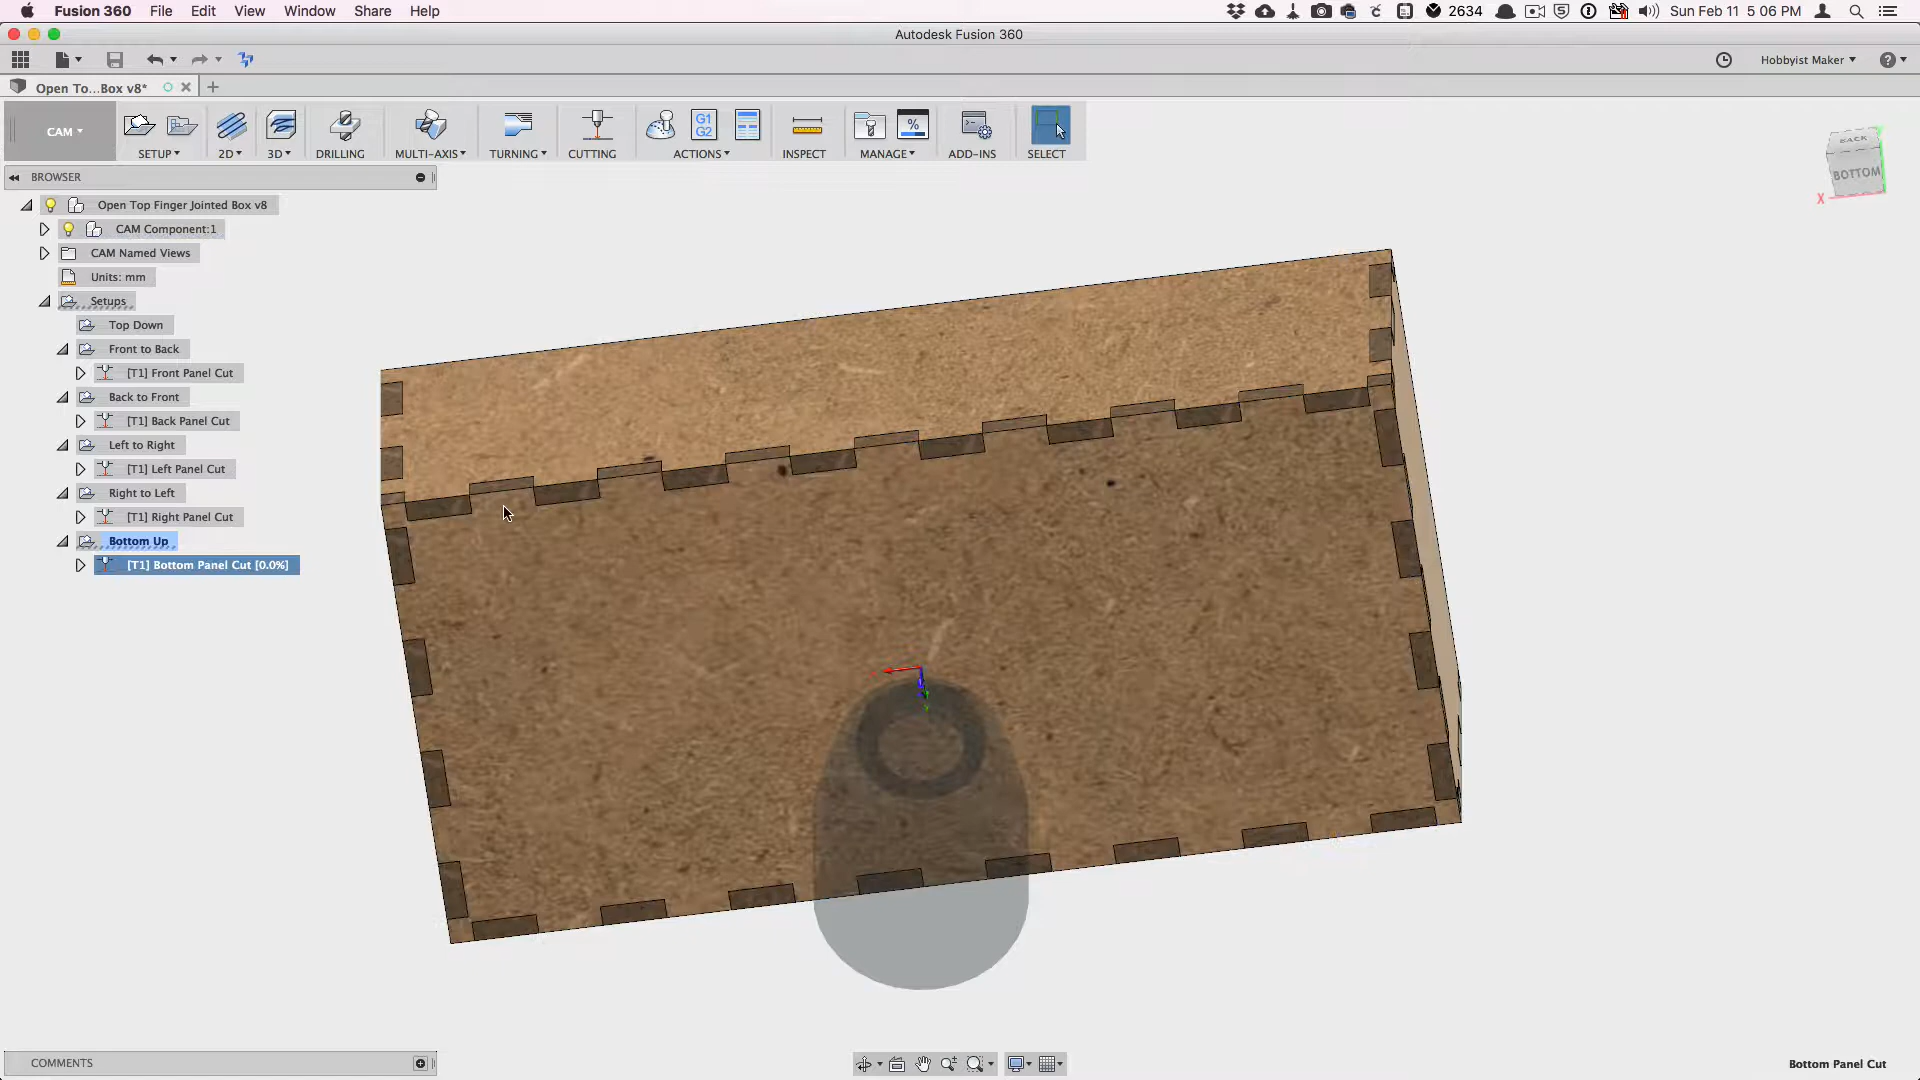 Fusion 360 File Edit View Window Share Help 2634 Sun Feb 11 5:06 PM
Autodesk Fusion 360
Hobbyist Maker
Open To...Box v8*
CAM
SETUP 2D 3D DRILLING MULTI-AXIS TURNING CUTTING ACTIONS INSPECT MANAGE ADD-INS SELECT
G1
G2
%
BACK
BOTTOM
X
BROWSER
Open Top Finger Jointed Box v8
CAM Component:1
CAM Named Views
Units: mm
Setups
Top Down
Front to Back
[T1] Front Panel Cut
Back to Front
[T1] Back Panel Cut
Left to Right
[T1] Left Panel Cut
Right to Left
[T1] Right Panel Cut
Bottom Up
[T1] Bottom Panel Cut [0.0%]
COMMENTS
Bottom Panel Cut